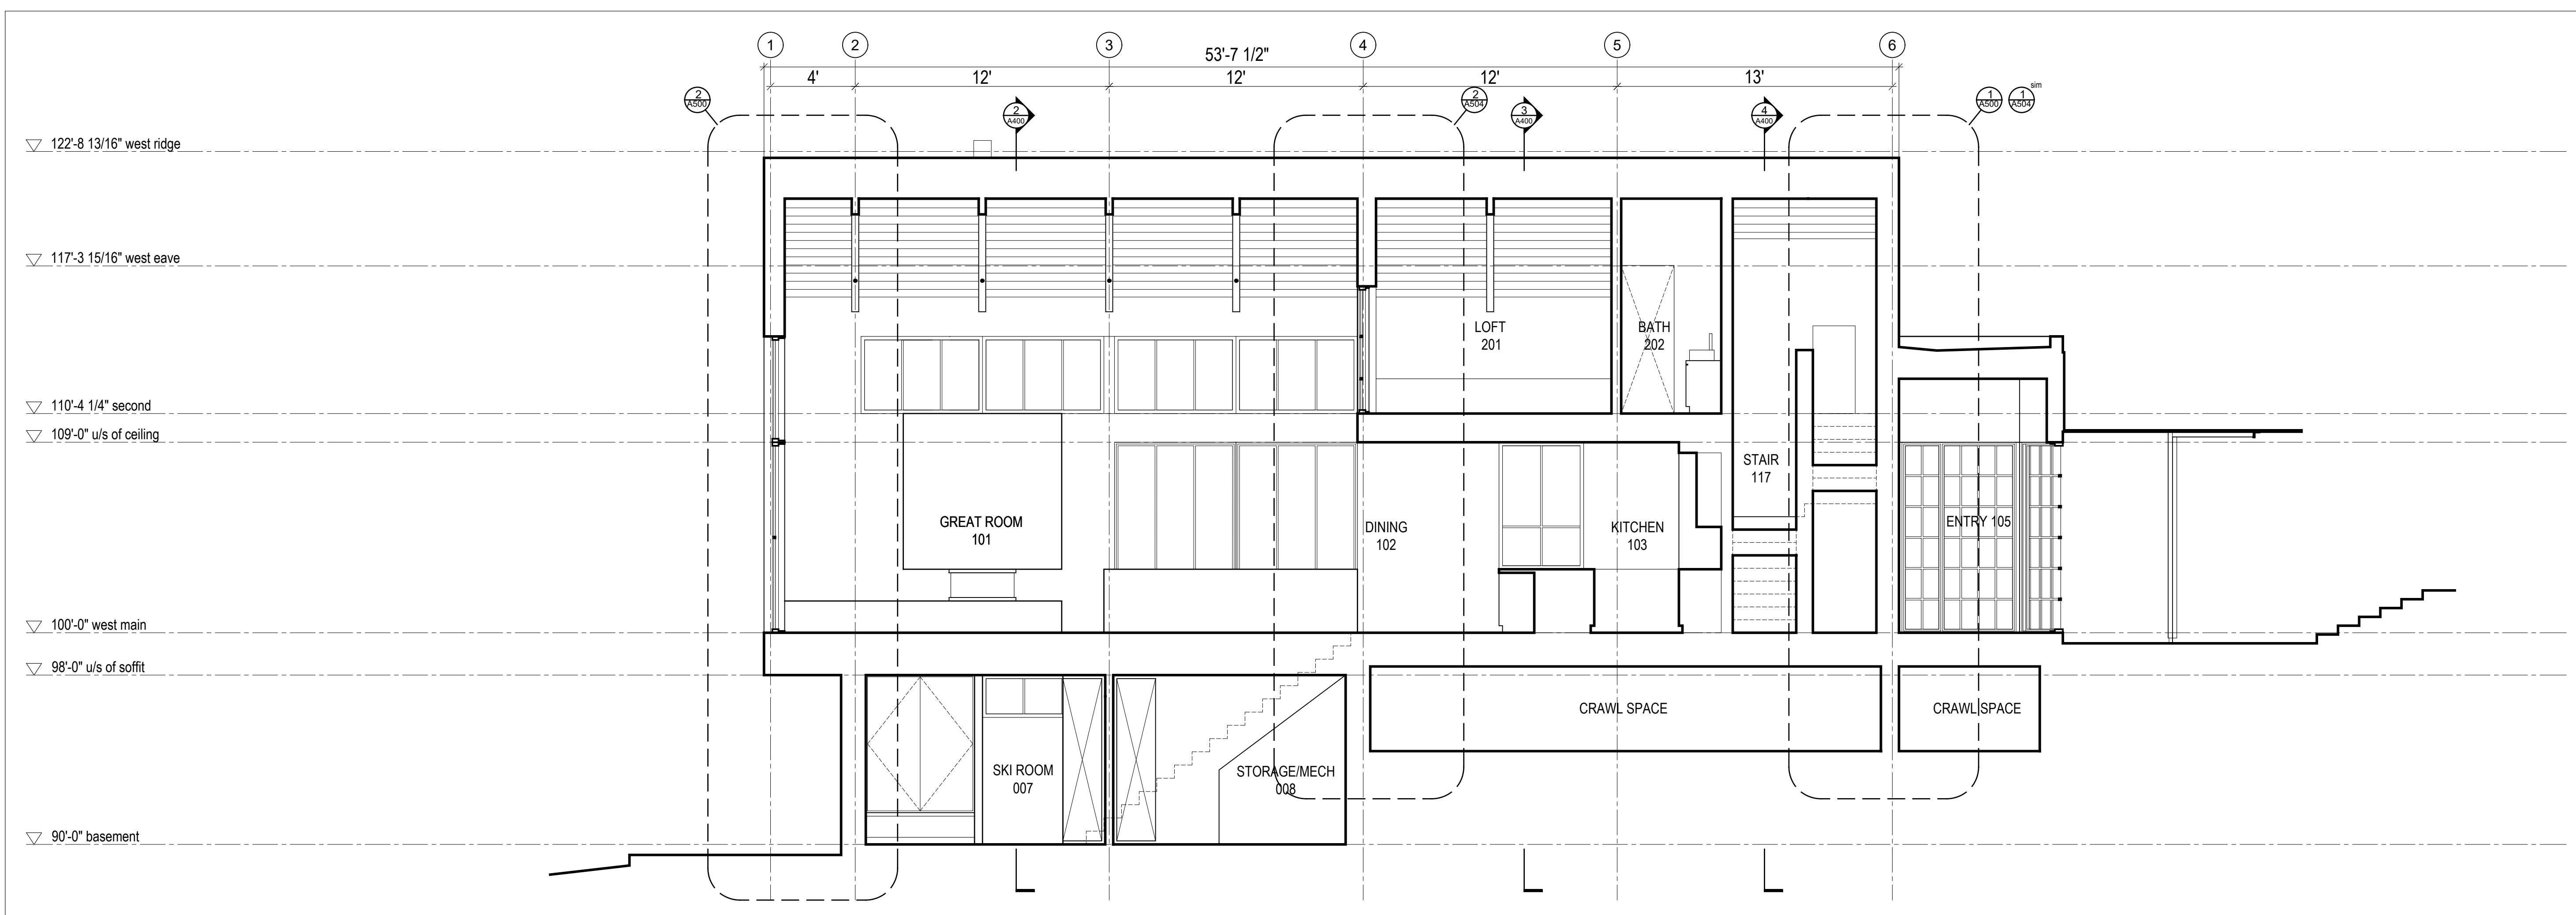 1
2
3
4
5
6
53'-7 1/2"
4'
12'
12'
12'
13'
2
A500
2
A400
2
A504
3
A400
4
A400
1
A500
1
A504
sim
122'-8 13/16" west ridge
117'-3 15/16" west eave
110'-4 1/4" second
109'-0" u/s of ceiling
100'-0" west main
98'-0" u/s of soffit
90'-0" basement
LOFT
201
BATH
202
STAIR
117
GREAT ROOM
101
DINING
102
KITCHEN
103
ENTRY 105
CRAWL SPACE
CRAWL SPACE
SKI ROOM
007
STORAGE/MECH
008